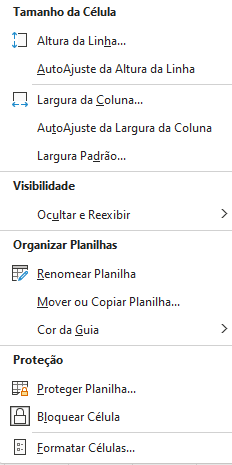 Tamanho da Célula
Altura da Linha...
AutoAjuste da Altura da Linha
Largura da Coluna...
AutoAjuste da Largura da Coluna
Largura Padrão...
Visibilidade
Ocultar e Reexibir
Organizar Planilhas
Renomear Planilha
Mover ou Copiar Planilha...
Cor da Guia
Proteção
Proteger Planilha...
Bloquear Célula
Formatar Células...